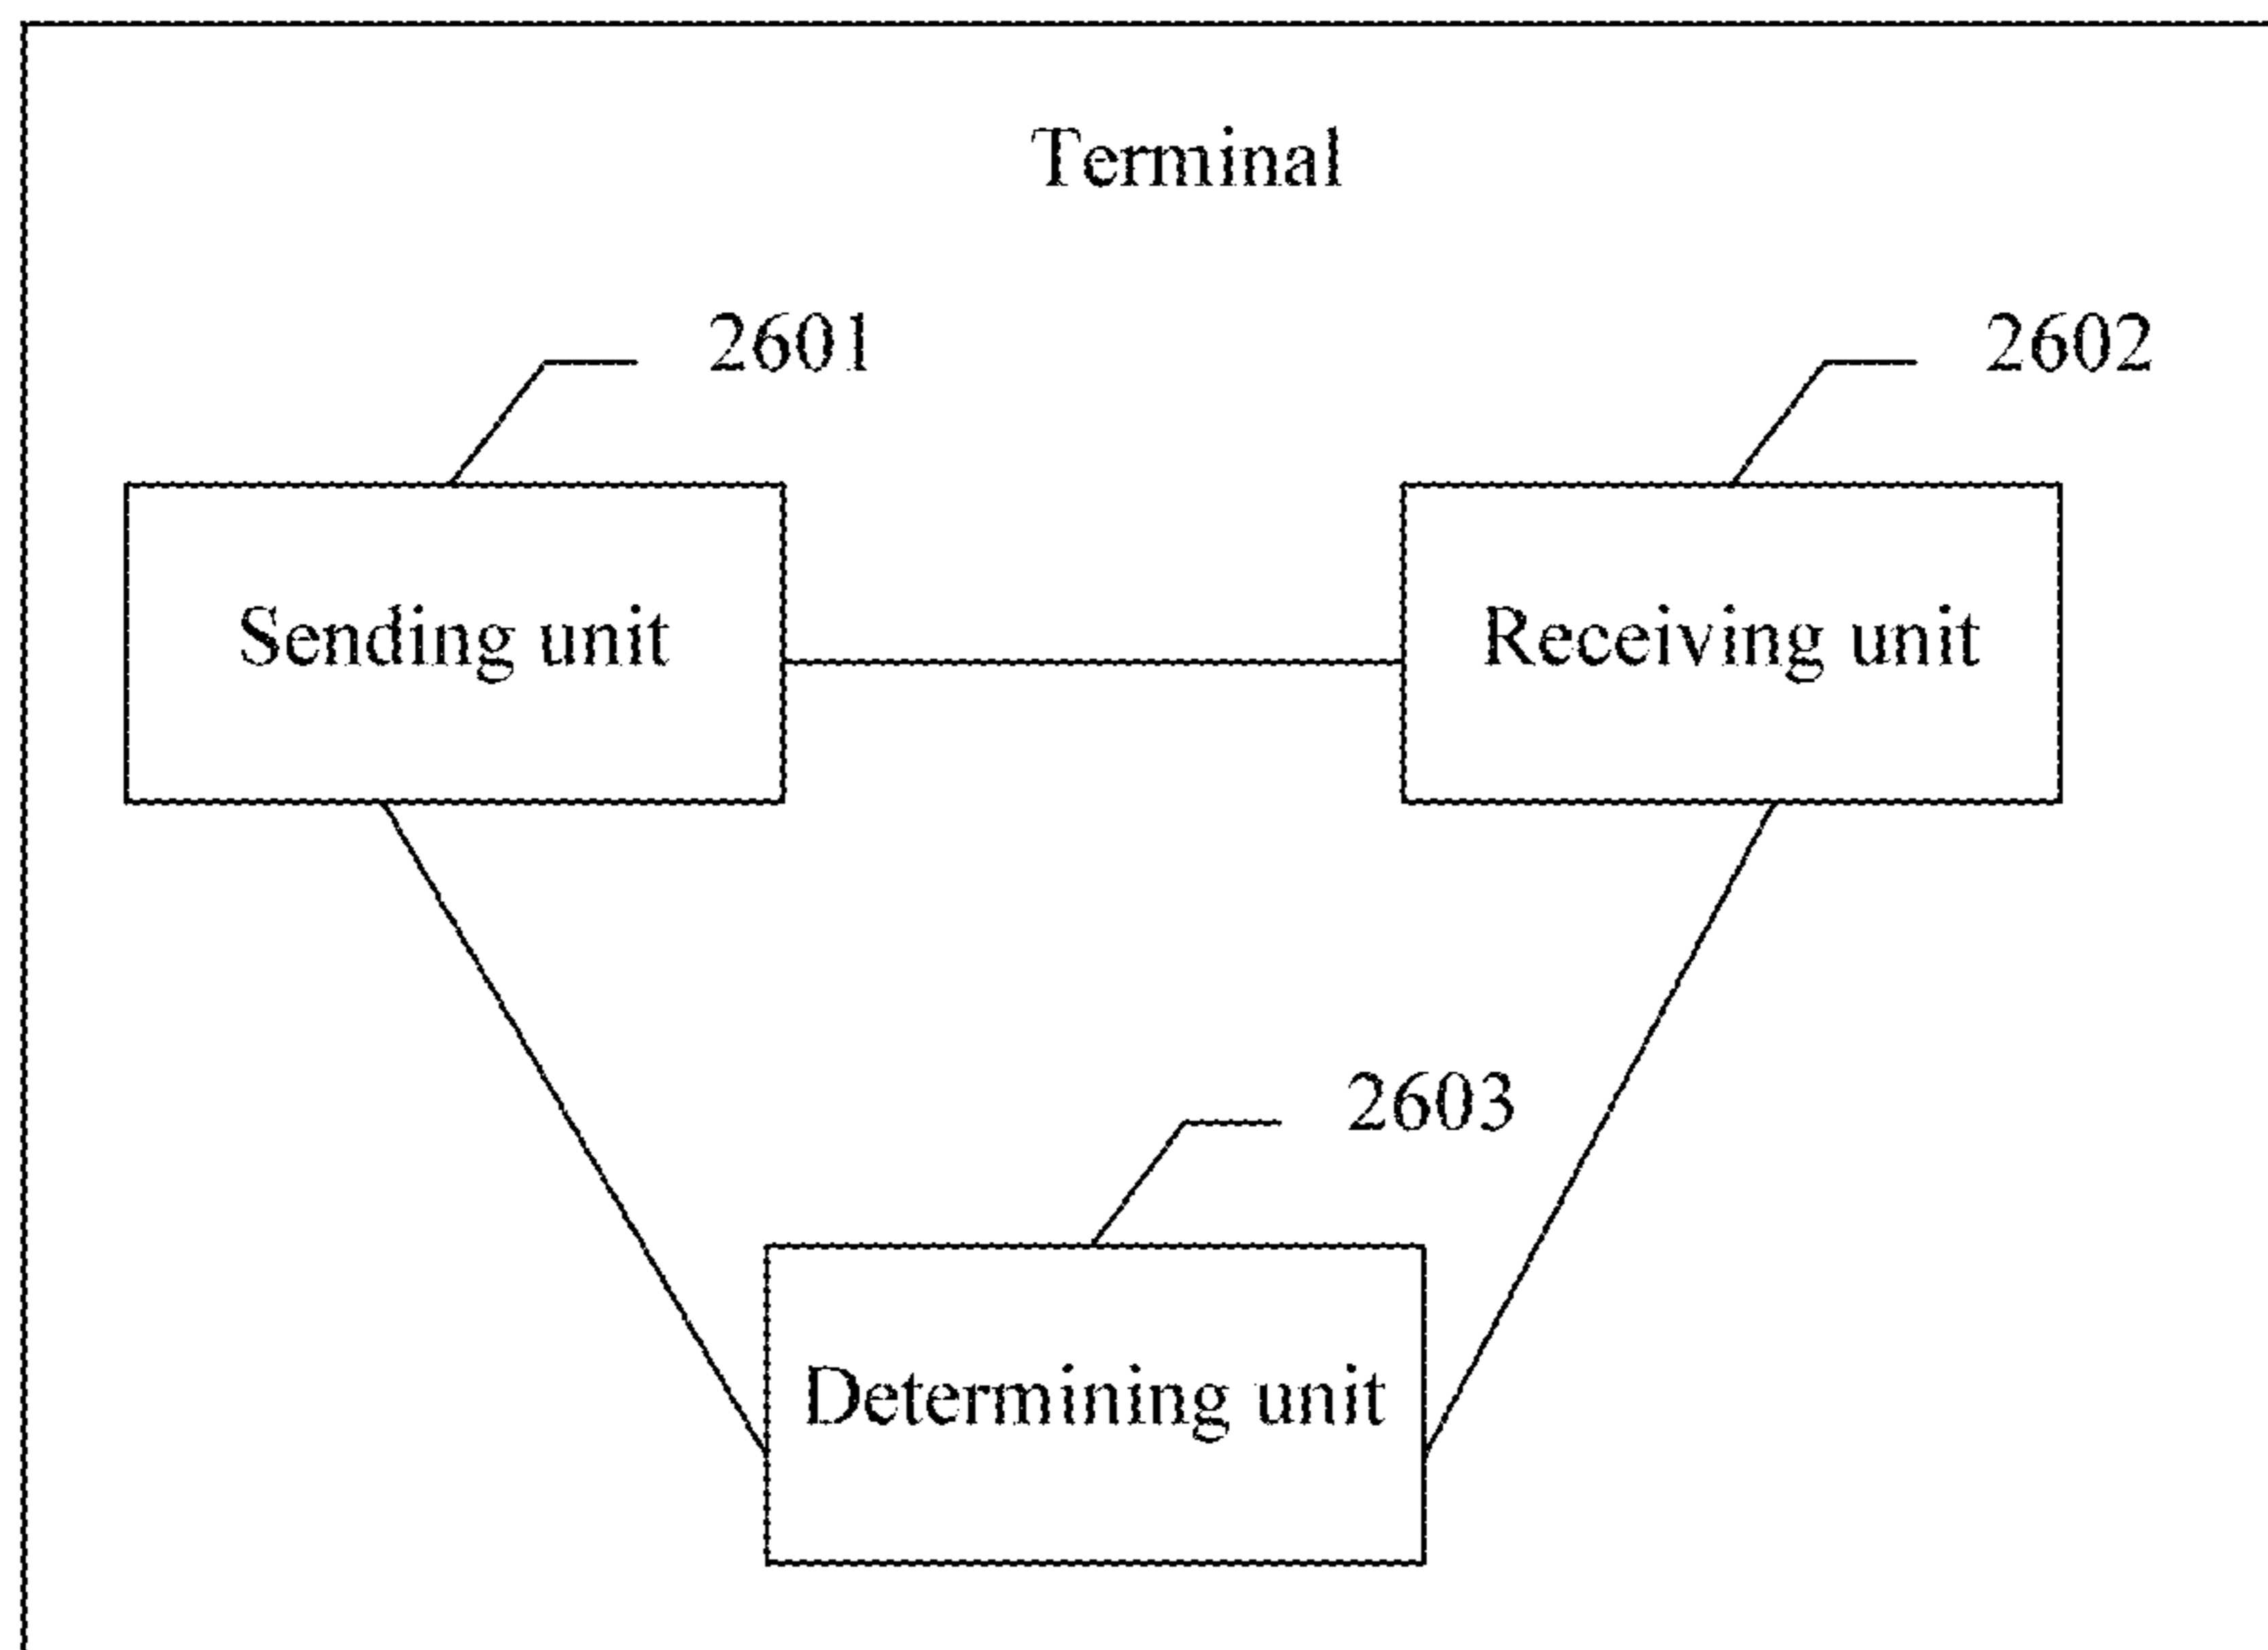 Terminal
2601
2602
Sending unit
Receiving unit
2603
Determining unit